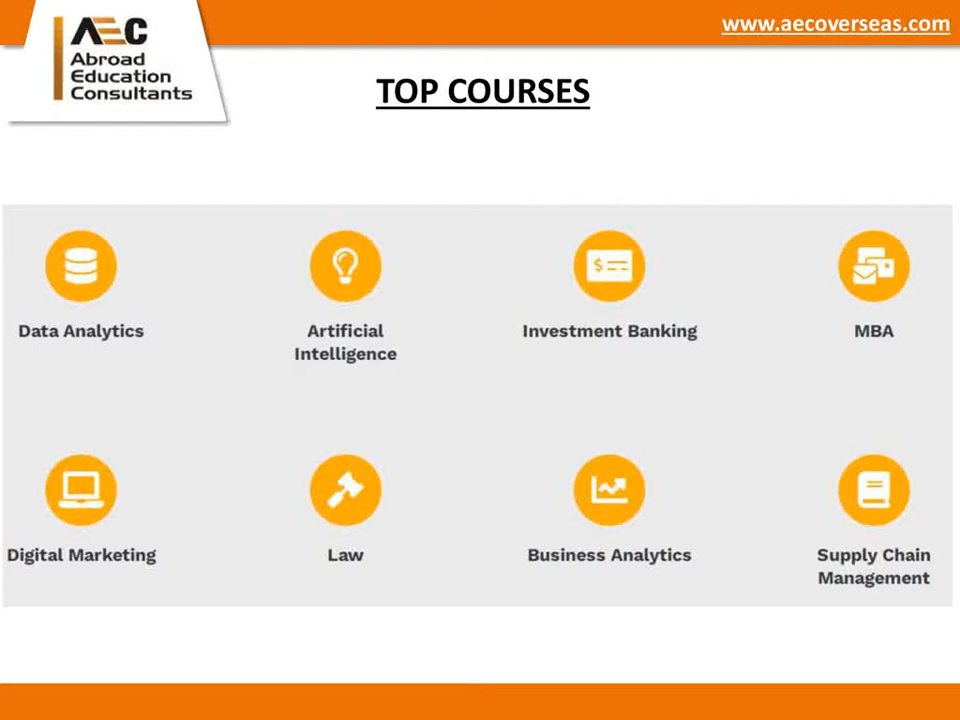 www.aecoverseas.com
AEC
Abroad
Education
Consultants
TOP COURSES
Data Analytics
Artificial
Intelligence
Investment Banking
MBA
Digital Marketing
Law
Business Analytics
Supply Chain
Management